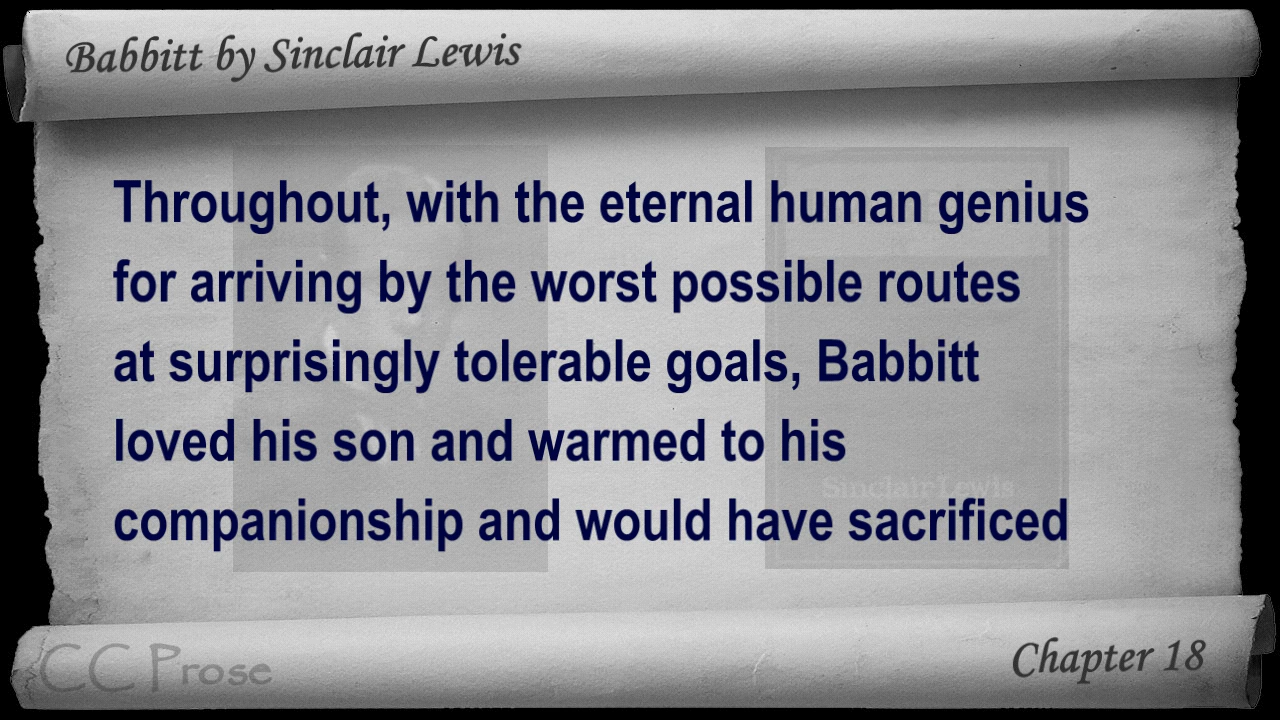 Babbitt by Sinclair Lewis
Throughout, with the eternal human genius
for arriving by the worst possible routes
at surprisingly tolerable goals, Babbitt
loved his son and warmed to his
Sinclair Lewis
companionship and would have sacrificed
CC Prose
Chapter 18